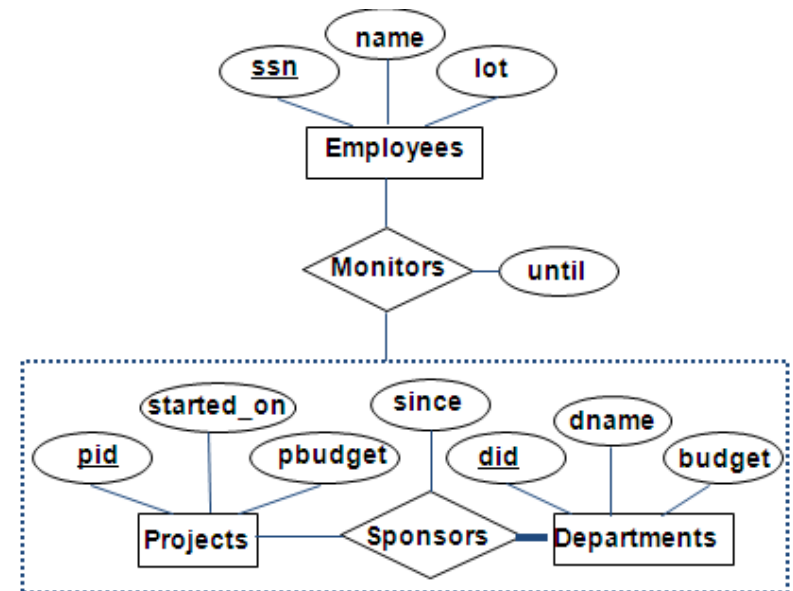 name
ssn
lot
Employees
Monitors
until
started_on
since
dname
pid
pbudget
did
budget
Projects
Sponsors
Departments